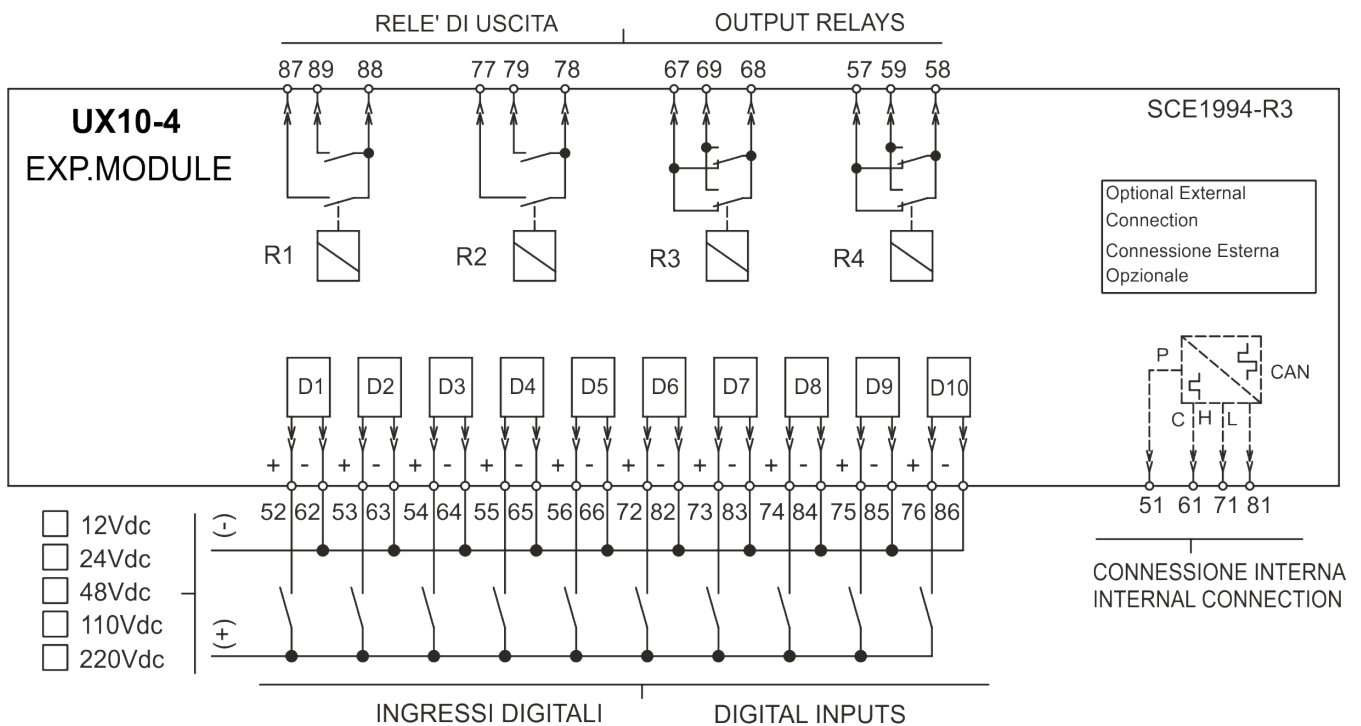 RELE' DI USCITA OUTPUT RELAYS
87 89 88 77 79 78 67 69 68 57 59 58
UX10-4
EXP.MODULE
SCE1994-R3
Optional External
Connection
Connessione Esterna
Opzionale
R1 R2 R3 R4
D1 D2 D3 D4 D5 D6 D7 D8 D9 D10
P CAN
C H L
+ - + - + - + - + - + - + - + - + - + -
52 62 53 63 54 64 55 65 56 66 72 82 73 83 74 84 75 85 76 86
51 61 71 81
12Vdc (-)
24Vdc
48Vdc
110Vdc (+)
220Vdc
CONNESSIONE INTERNA
INTERNAL CONNECTION
INGRESSI DIGITALI DIGITAL INPUTS